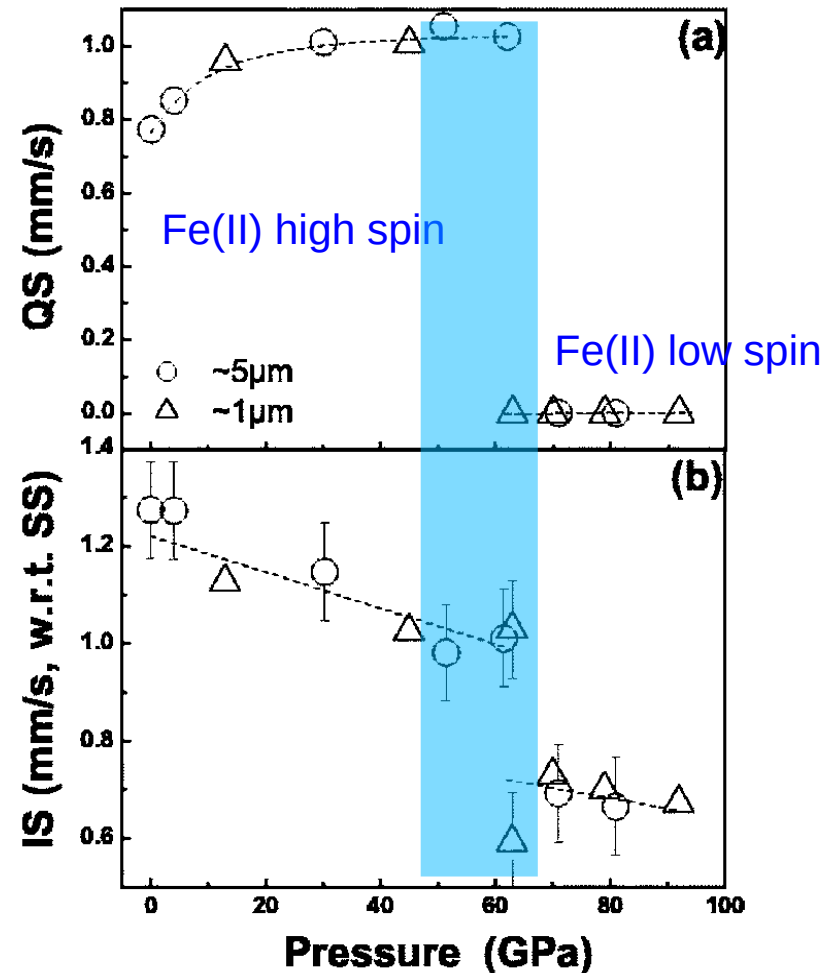 (a)
1.0
0.8
0.6
0.4
0.2
0.0
QS (mm/s)
Fe(II) high spin
Fe(II) low spin
~5μm
~1μm
(b)
1.4
1.2
1.0
0.8
0.6
IS (mm/s, w.r.t. SS)
0 20 40 60 80 100
Pressure (GPa)